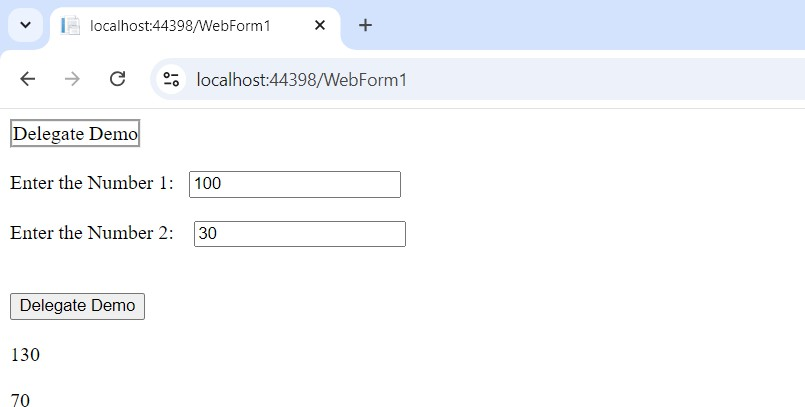 localhost:44398/WebForm1
localhost:44398/WebForm1
Delegate Demo
Enter the Number 1: 100
Enter the Number 2: 30
Delegate Demo
130
70